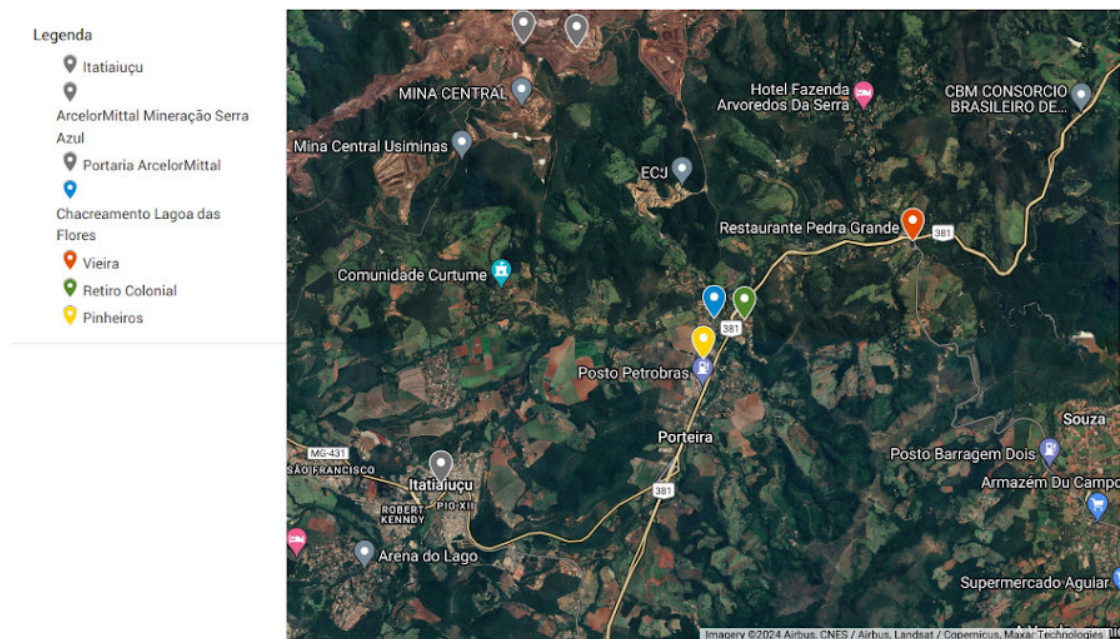 Legenda
Itatiaiuçu
ArcelorMittal Mineração Serra
Azul
Portaria ArcelorMittal
Chacreamento Lagoa das
Flores
Vieira
Retiro Colonial
Pinheiros
MINA CENTRAL
Hotel Fazenda
Arvoredos Da Serra
CBM CONSORCIO
BRASILEIRO DE...
Mina Central Usiminas
ECJ
Restaurante Pedra Grande
381
Comunidade Curtume
381
Posto Petrobras
Porteira
Souza
MG-431
SÃO FRANCISCO
Itatiaiuçu
PIO XII
ROBERT
KENNDY
381
Posto Barragem Dois
Armazém Du Campo
Arena do Lago
Supermercado Aguiar
Imagery ©2024 Airbus, CNES / Airbus, Landsat / Copernicus, Maxar Technologies